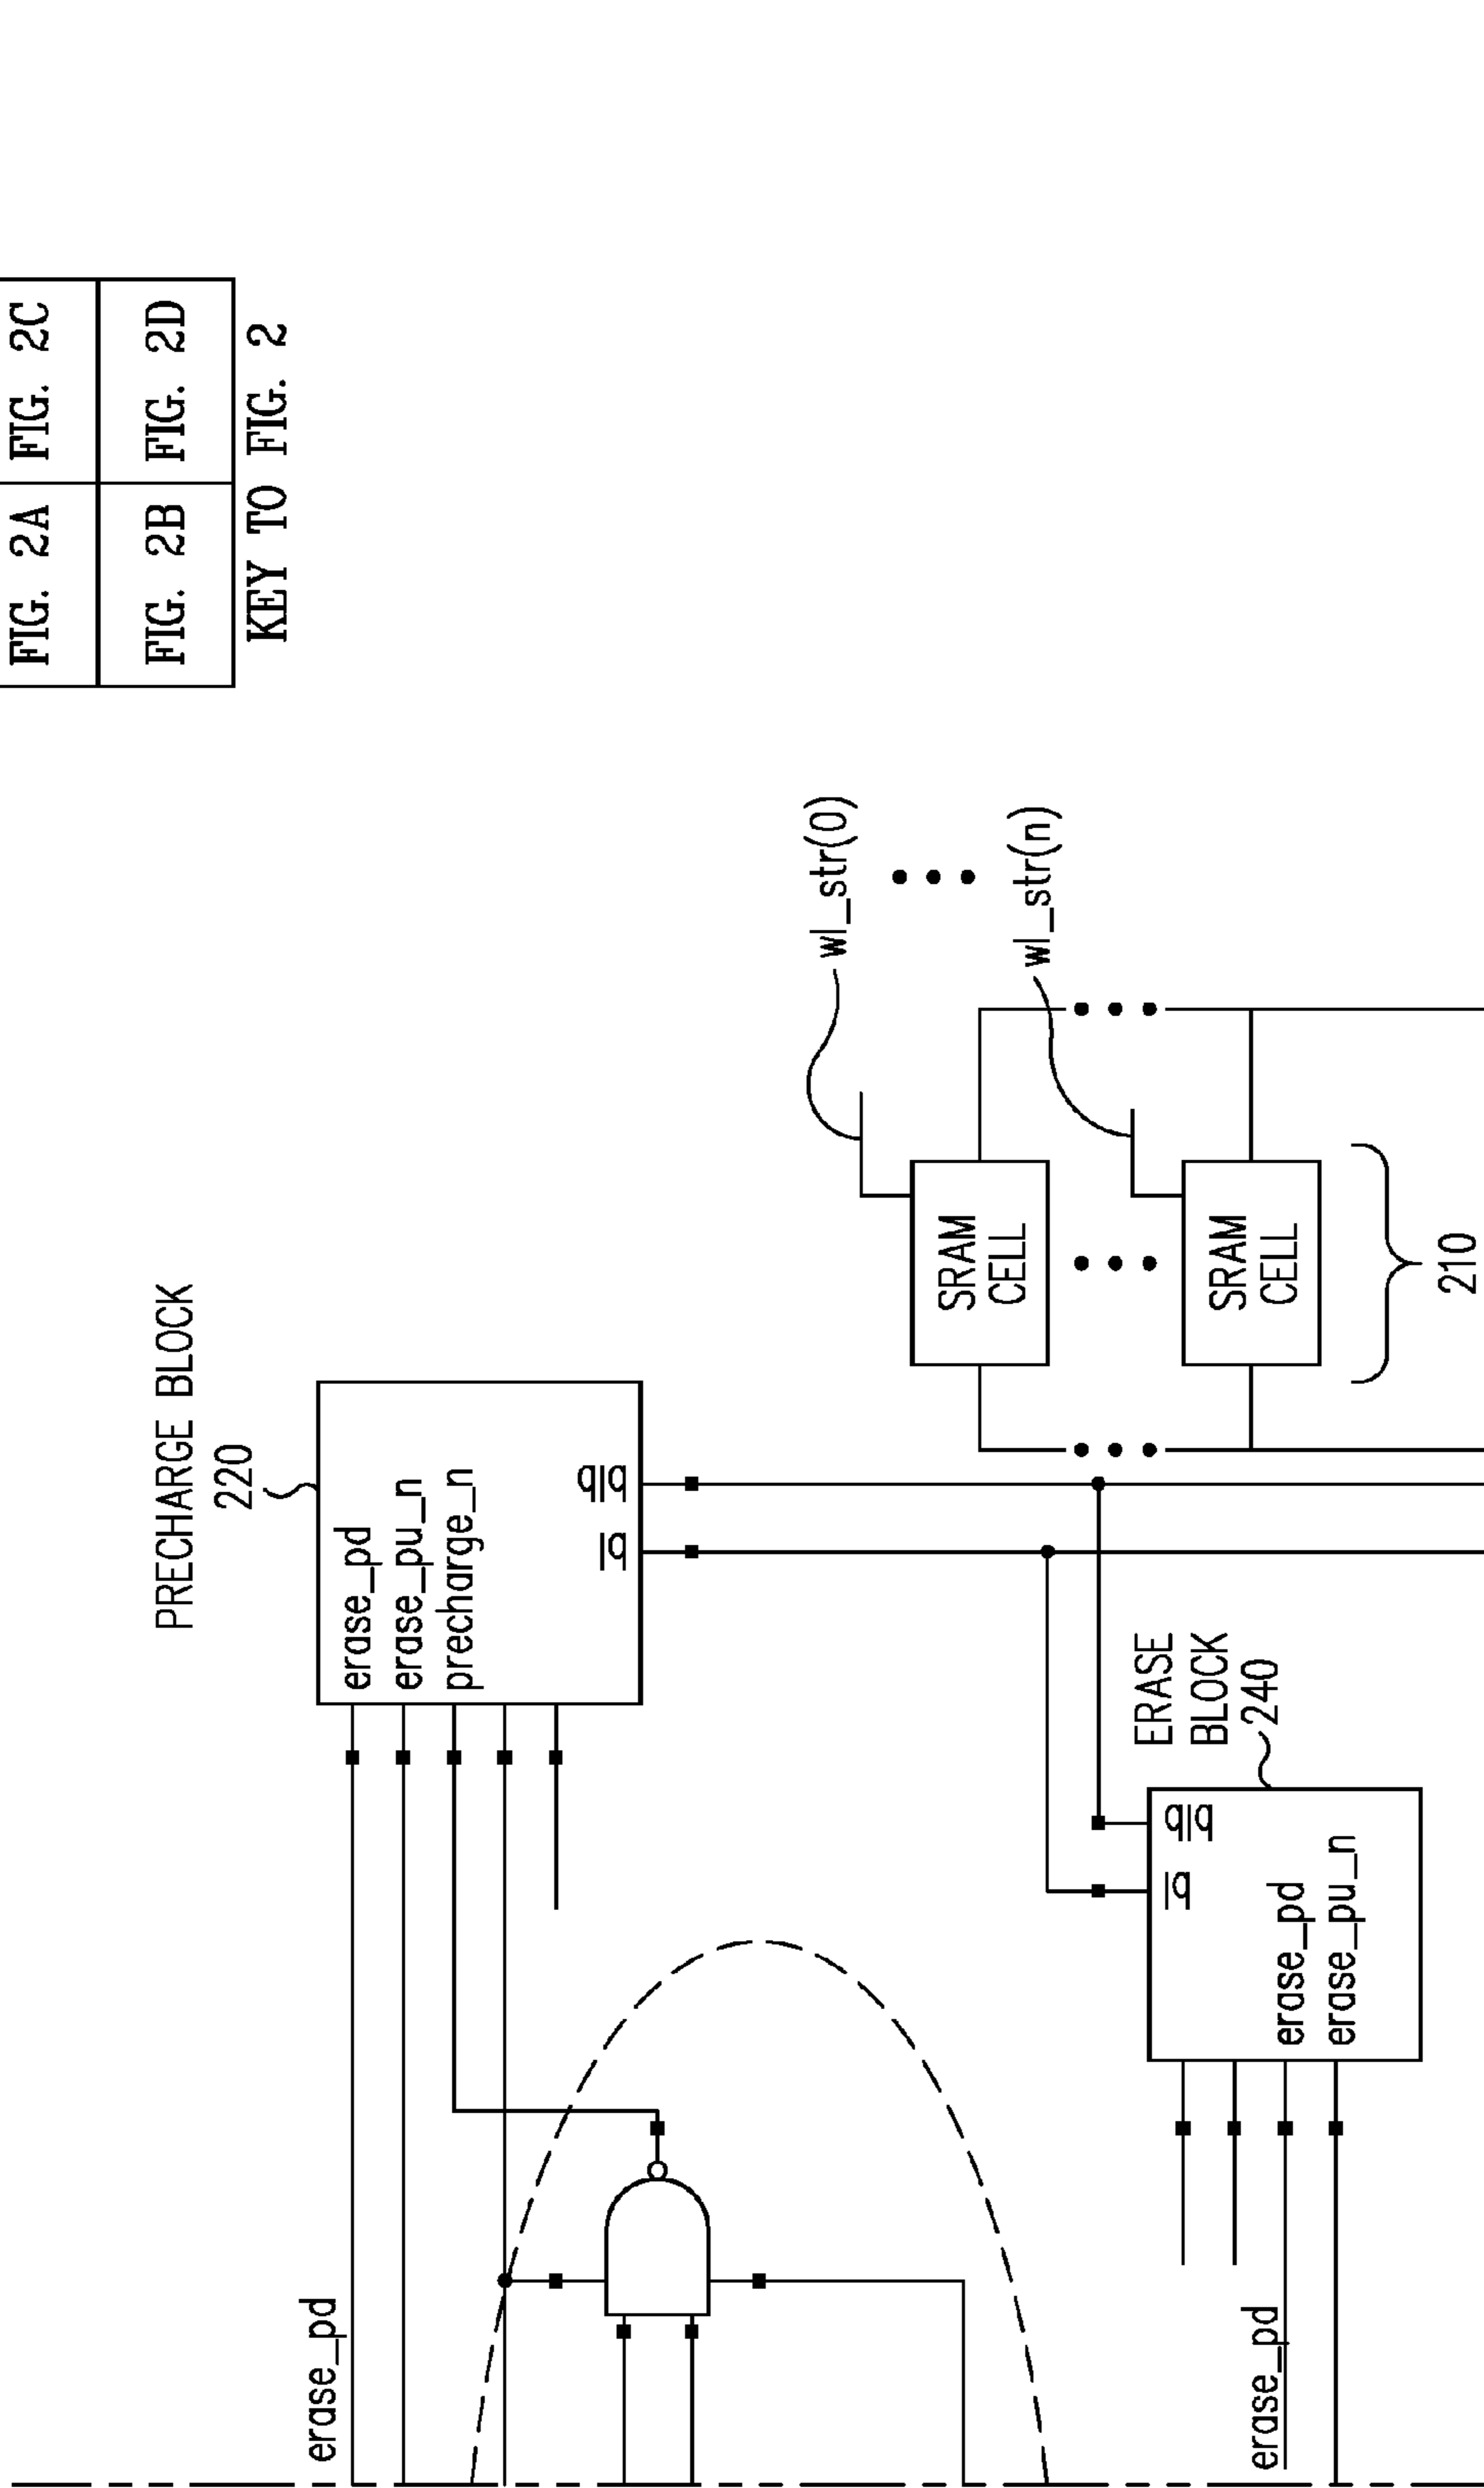 FIG. 2A FIG. 2C
FIG. 2B FIG. 2D
KEY TO FIG. 2
PRECHARGE BLOCK
220
erase_pd
erase_pd
erase_pu_n
precharge_n
bl
blb
wl_str(0)
wl_str(n)
SRAM
CELL
SRAM
CELL
210
ERASE
BLOCK
240
bl
blb
erase_pd
erase_pd
erase_pu_n